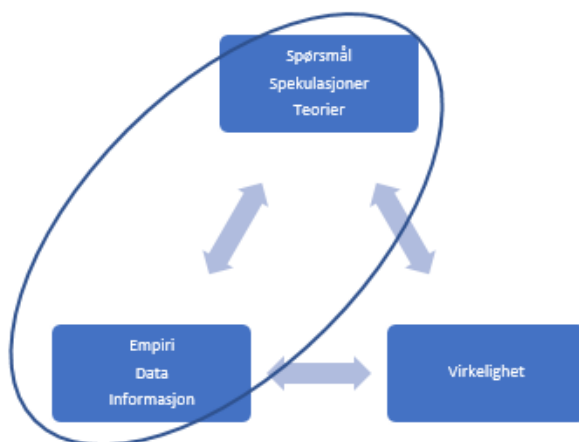 Spørsmål
Spekulasjoner
Teorier
Empiri
Data
Informasjon
Virkelighet